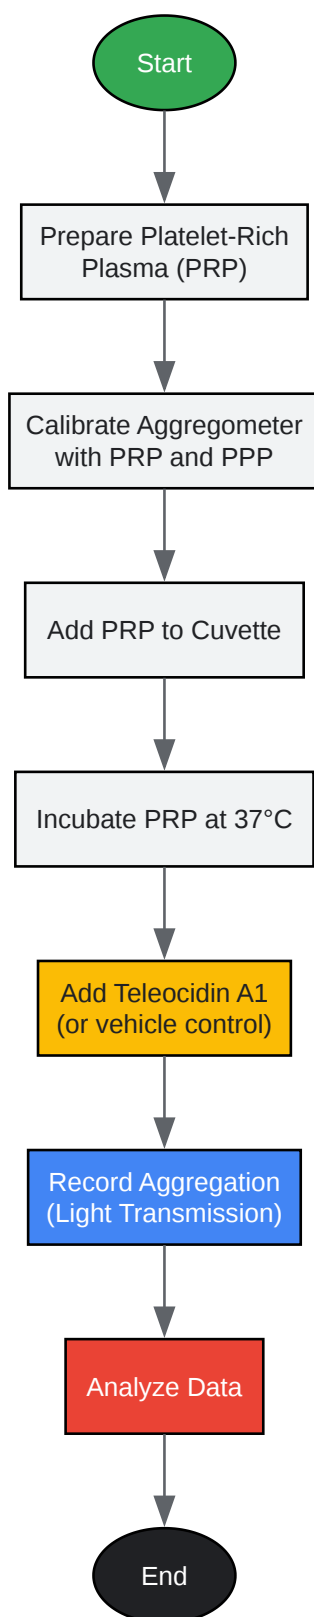 Start
Prepare Platelet-Rich
Plasma (PRP)
Calibrate Aggregometer
with PRP and PPP
Add PRP to Cuvette
Incubate PRP at 37°C
Add Teleocidin A1
(or vehicle control)
Record Aggregation
(Light Transmission)
Analyze Data
End